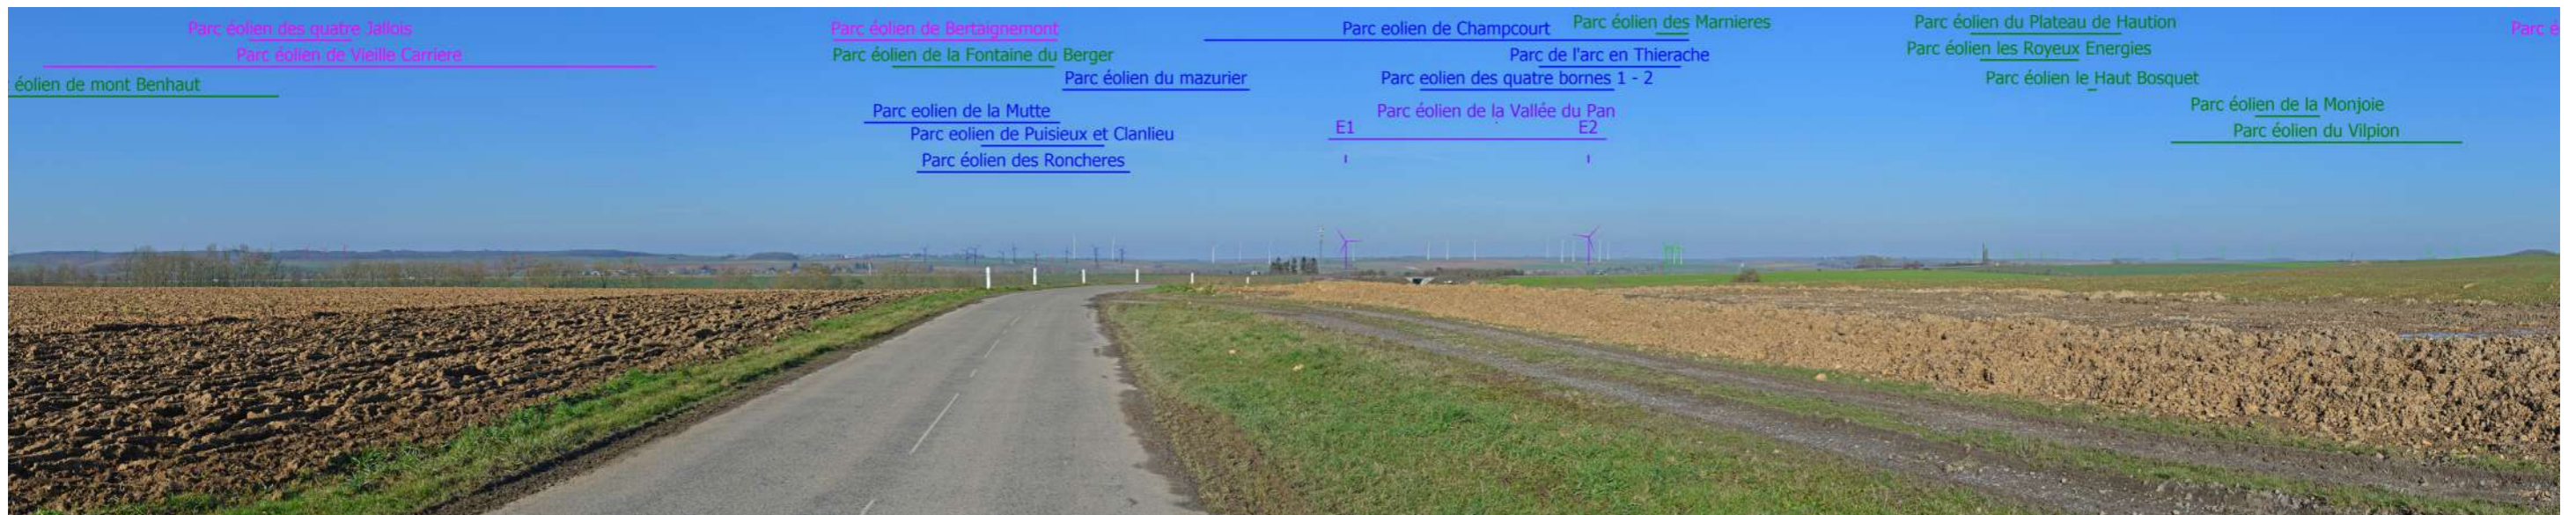 Parc éolien des quatre Jallois
Parc éolien de Vieille Carriere
éolien de mont Benhaut
Parc éolien de Bertaignemont
Parc éolien de la Fontaine du Berger
Parc éolien du mazurier
Parc eolien de la Mutte
Parc eolien de Puisieux et Clanlieu
Parc éolien des Roncheres
Parc eolien de Champcourt
Parc éolien des Marnieres
Parc de l'arc en Thierache
Parc eolien des quatre bornes 1 - 2
Parc éolien de la Vallée du Pan
E1 E2
Parc éolien du Plateau de Haution
Parc éolien les Royeux Energies
Parc éolien le Haut Bosquet
Parc éolien de la Monjoie
Parc éolien du Vilpion
Parc